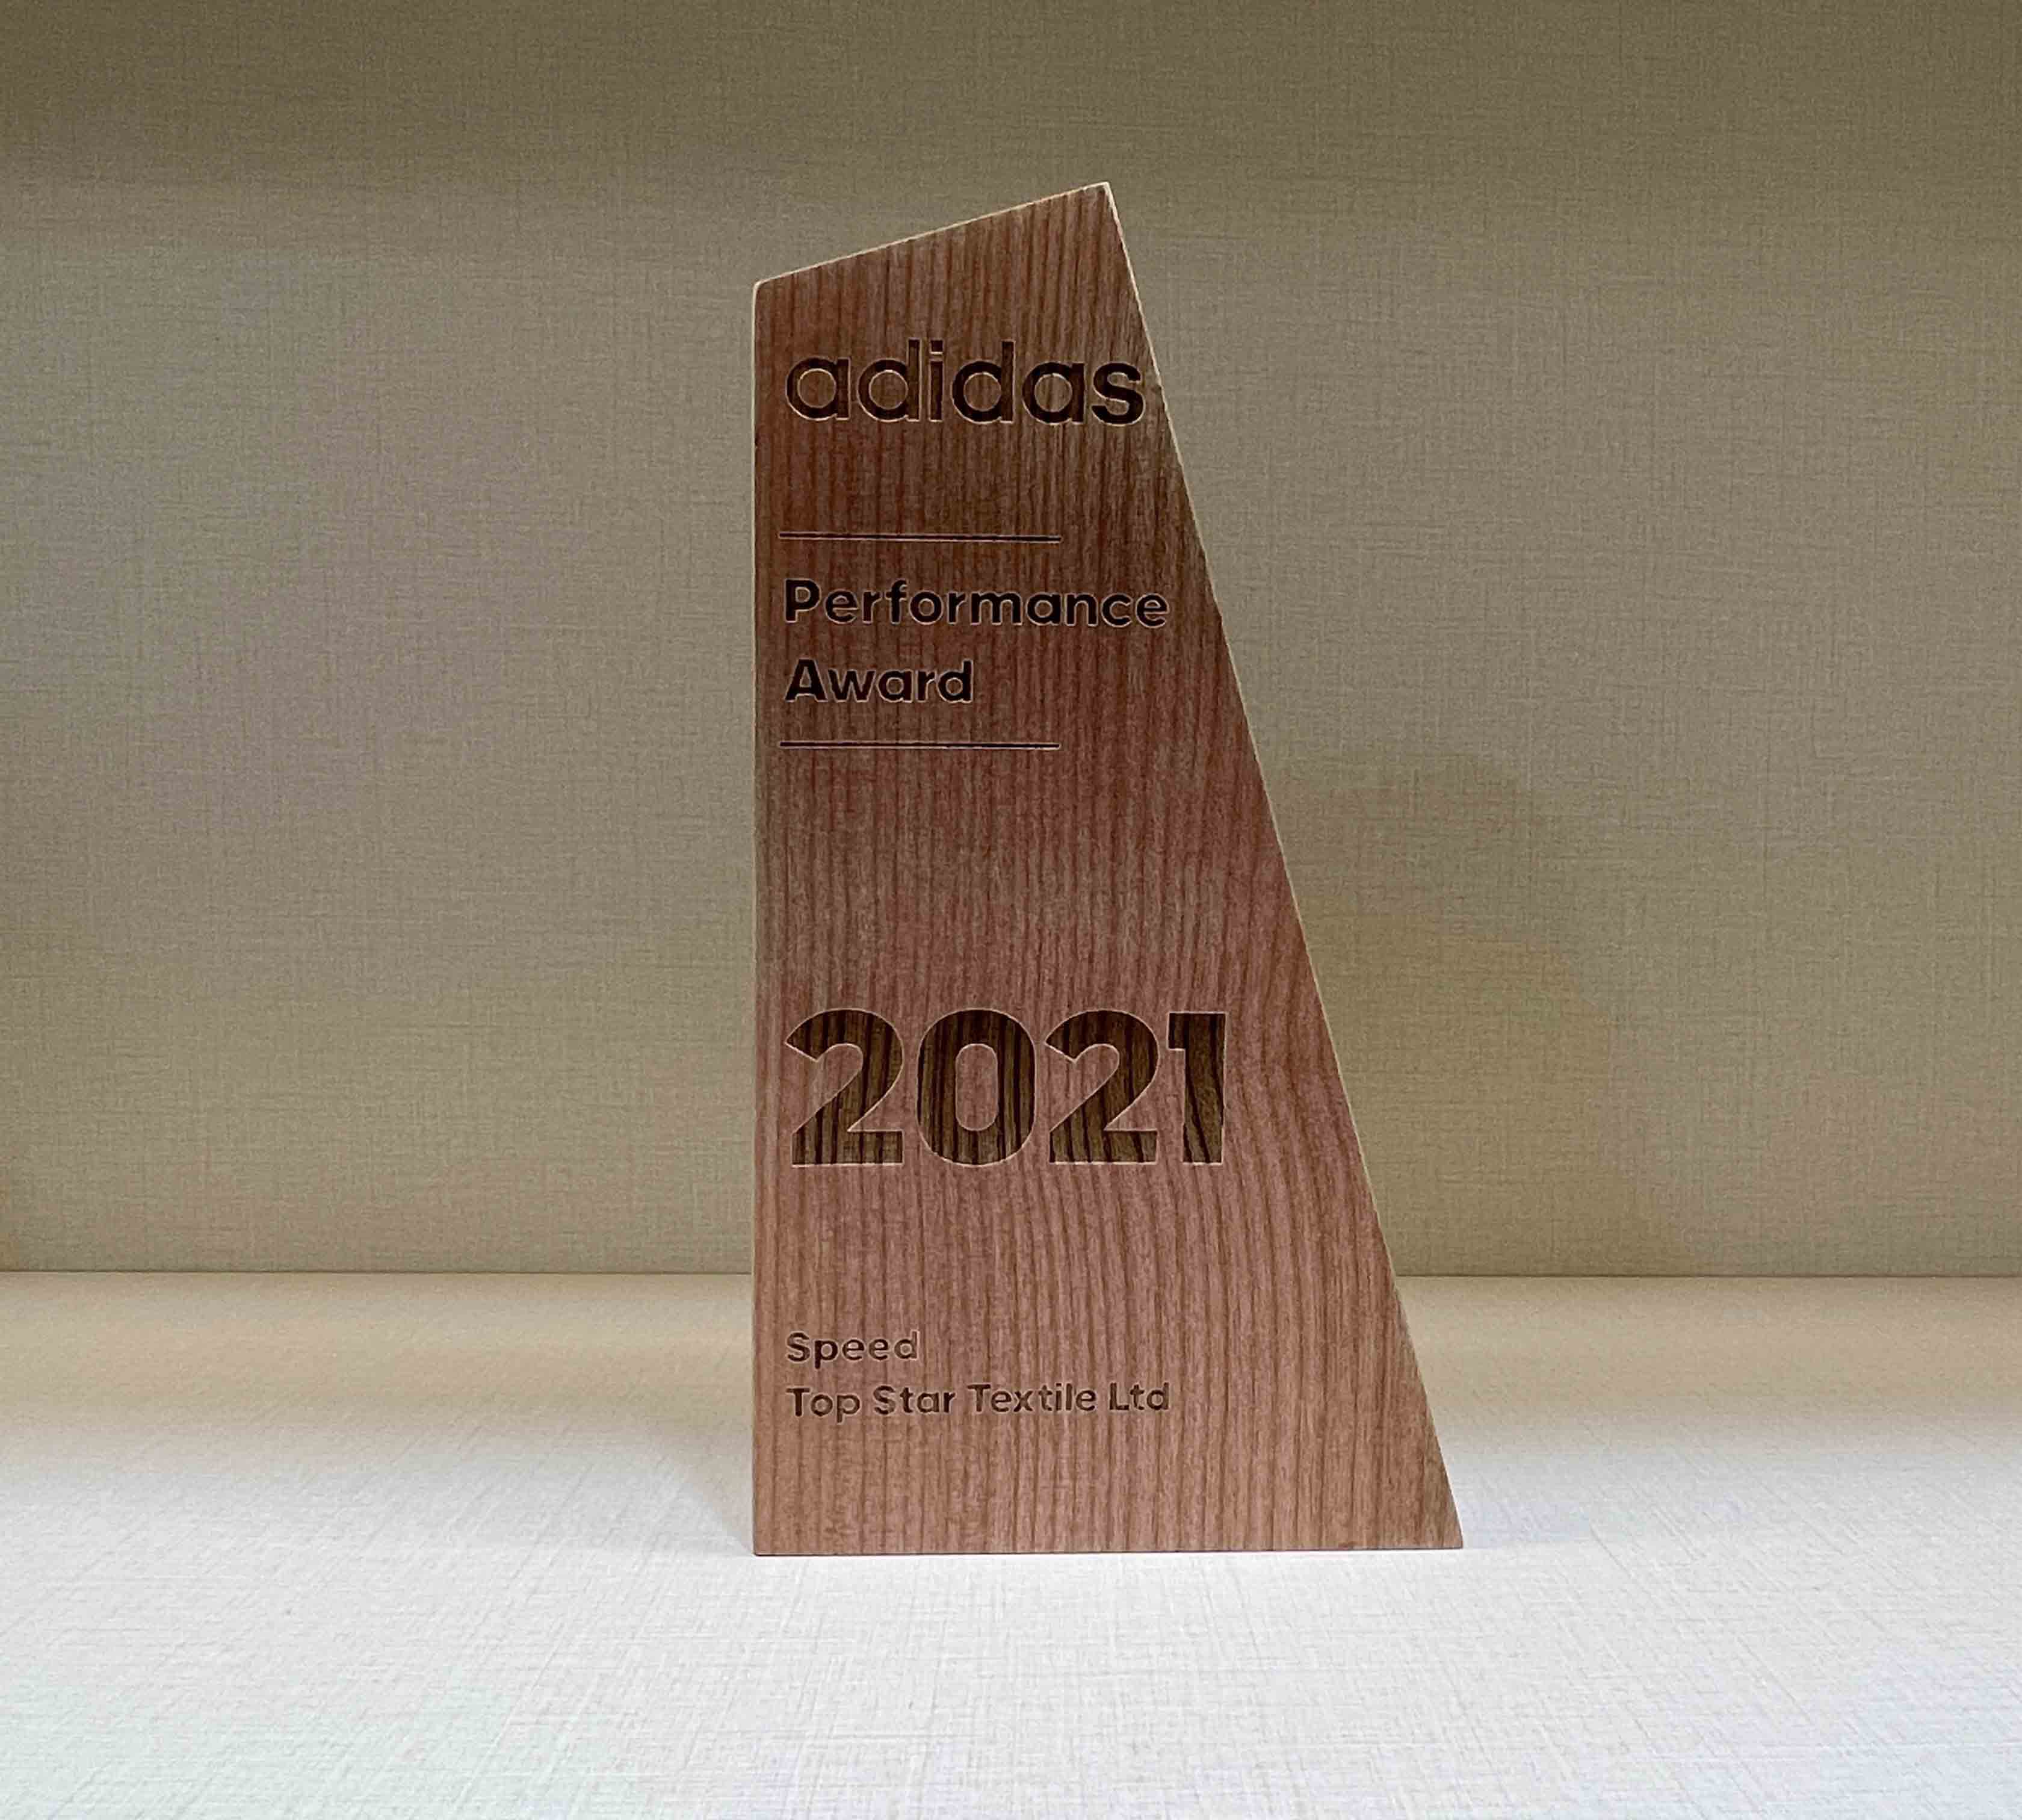 adidas
Performance
Award
2021
Speed
Top Star Textile Ltd